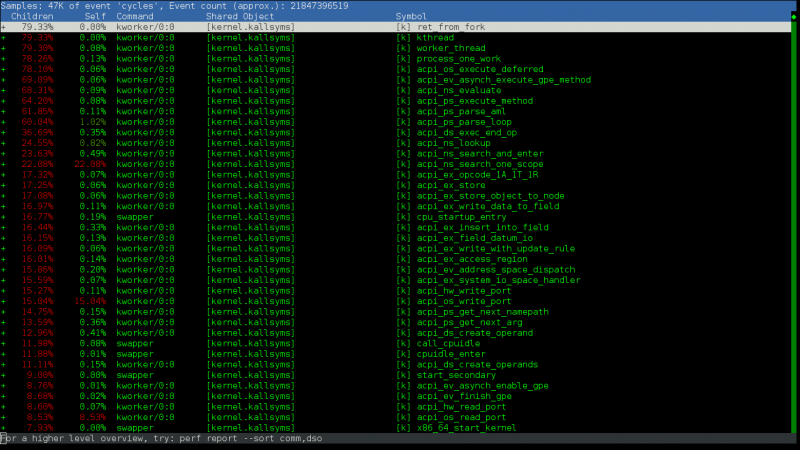 Samples: 47K of event 'cycles', Event count (approx.): 21847396519
Children Self Command Shared Object Symbol
+ 79.33% 0.00% kworker/0:0 [kernel.kallsyms] [k] ret_from_fork
+ 79.33% 0.00% kworker/0:0 [kernel.kallsyms] [k] kthread
+ 79.30% 0.08% kworker/0:0 [kernel.kallsyms] [k] worker_thread
+ 78.26% 0.13% kworker/0:0 [kernel.kallsyms] [k] process_one_work
+ 78.10% 0.06% kworker/0:0 [kernel.kallsyms] [k] acpi_os_execute_deferred
+ 69.09% 0.06% kworker/0:0 [kernel.kallsyms] [k] acpi_ev_asynch_execute_gpe_method
+ 68.31% 0.09% kworker/0:0 [kernel.kallsyms] [k] acpi_ns_evaluate
+ 64.20% 0.08% kworker/0:0 [kernel.kallsyms] [k] acpi_ps_execute_method
+ 61.85% 0.11% kworker/0:0 [kernel.kallsyms] [k] acpi_ps_parse_aml
+ 60.04% 1.02% kworker/0:0 [kernel.kallsyms] [k] acpi_ps_parse_loop
+ 36.69% 0.35% kworker/0:0 [kernel.kallsyms] [k] acpi_ds_exec_end_op
+ 24.55% 0.02% kworker/0:0 [kernel.kallsyms] [k] acpi_ns_lookup
+ 23.63% 0.49% kworker/0:0 [kernel.kallsyms] [k] acpi_ns_search_and_enter
+ 22.08% 22.08% kworker/0:0 [kernel.kallsyms] [k] acpi_ns_search_one_scope
+ 17.32% 0.07% kworker/0:0 [kernel.kallsyms] [k] acpi_ex_opcode_1A_1T_1R
+ 17.25% 0.06% kworker/0:0 [kernel.kallsyms] [k] acpi_ex_store
+ 17.08% 0.06% kworker/0:0 [kernel.kallsyms] [k] acpi_ex_store_object_to_node
+ 16.97% 0.11% kworker/0:0 [kernel.kallsyms] [k] acpi_ex_write_data_to_field
+ 16.77% 0.19% swapper [kernel.kallsyms] [k] cpu_startup_entry
+ 16.44% 0.33% kworker/0:0 [kernel.kallsyms] [k] acpi_ex_insert_into_field
+ 16.15% 0.13% kworker/0:0 [kernel.kallsyms] [k] acpi_ex_field_datum_io
+ 16.09% 0.06% kworker/0:0 [kernel.kallsyms] [k] acpi_ex_write_with_update_rule
+ 16.01% 0.14% kworker/0:0 [kernel.kallsyms] [k] acpi_ex_access_region
+ 15.86% 0.20% kworker/0:0 [kernel.kallsyms] [k] acpi_ev_address_space_dispatch
+ 15.59% 0.07% kworker/0:0 [kernel.kallsyms] [k] acpi_ex_system_io_space_handler
+ 15.27% 0.11% kworker/0:0 [kernel.kallsyms] [k] acpi_hw_write_port
+ 15.04% 15.04% kworker/0:0 [kernel.kallsyms] [k] acpi_os_write_port
+ 14.75% 0.15% kworker/0:0 [kernel.kallsyms] [k] acpi_ps_get_next_namepath
+ 13.59% 0.36% kworker/0:0 [kernel.kallsyms] [k] acpi_ps_get_next_arg
+ 12.96% 0.41% kworker/0:0 [kernel.kallsyms] [k] acpi_ds_create_operand
+ 11.98% 0.00% swapper [kernel.kallsyms] [k] call_cpuidle
+ 11.88% 0.01% swapper [kernel.kallsyms] [k] cpuidle_enter
+ 11.11% 0.15% kworker/0:0 [kernel.kallsyms] [k] acpi_ds_create_operands
+ 9.00% 0.00% swapper [kernel.kallsyms] [k] start_secondary
+ 8.76% 0.01% kworker/0:0 [kernel.kallsyms] [k] acpi_ev_asynch_enable_gpe
+ 8.68% 0.02% kworker/0:0 [kernel.kallsyms] [k] acpi_ev_finish_gpe
+ 8.60% 0.07% kworker/0:0 [kernel.kallsyms] [k] acpi_hw_read_port
+ 8.53% 8.53% kworker/0:0 [kernel.kallsyms] [k] acpi_os_read_port
+ 7.93% 0.00% swapper [kernel.kallsyms] [k] x86_64_start_kernel
For a higher level overview, try: perf report --sort comm,dso